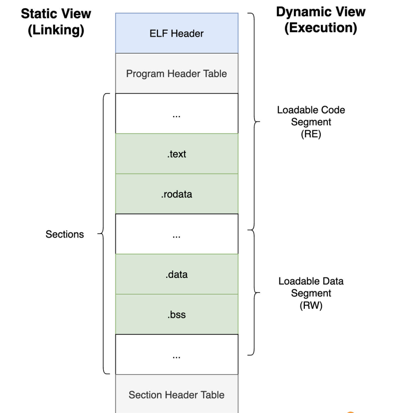 Static View
(Linking)
Dynamic View
(Execution)
ELF Header
Program Header Table
...
.text
.rodata
...
.data
.bss
...
Section Header Table
Sections
Loadable Code
Segment
(RE)
Loadable Data
Segment
(RW)